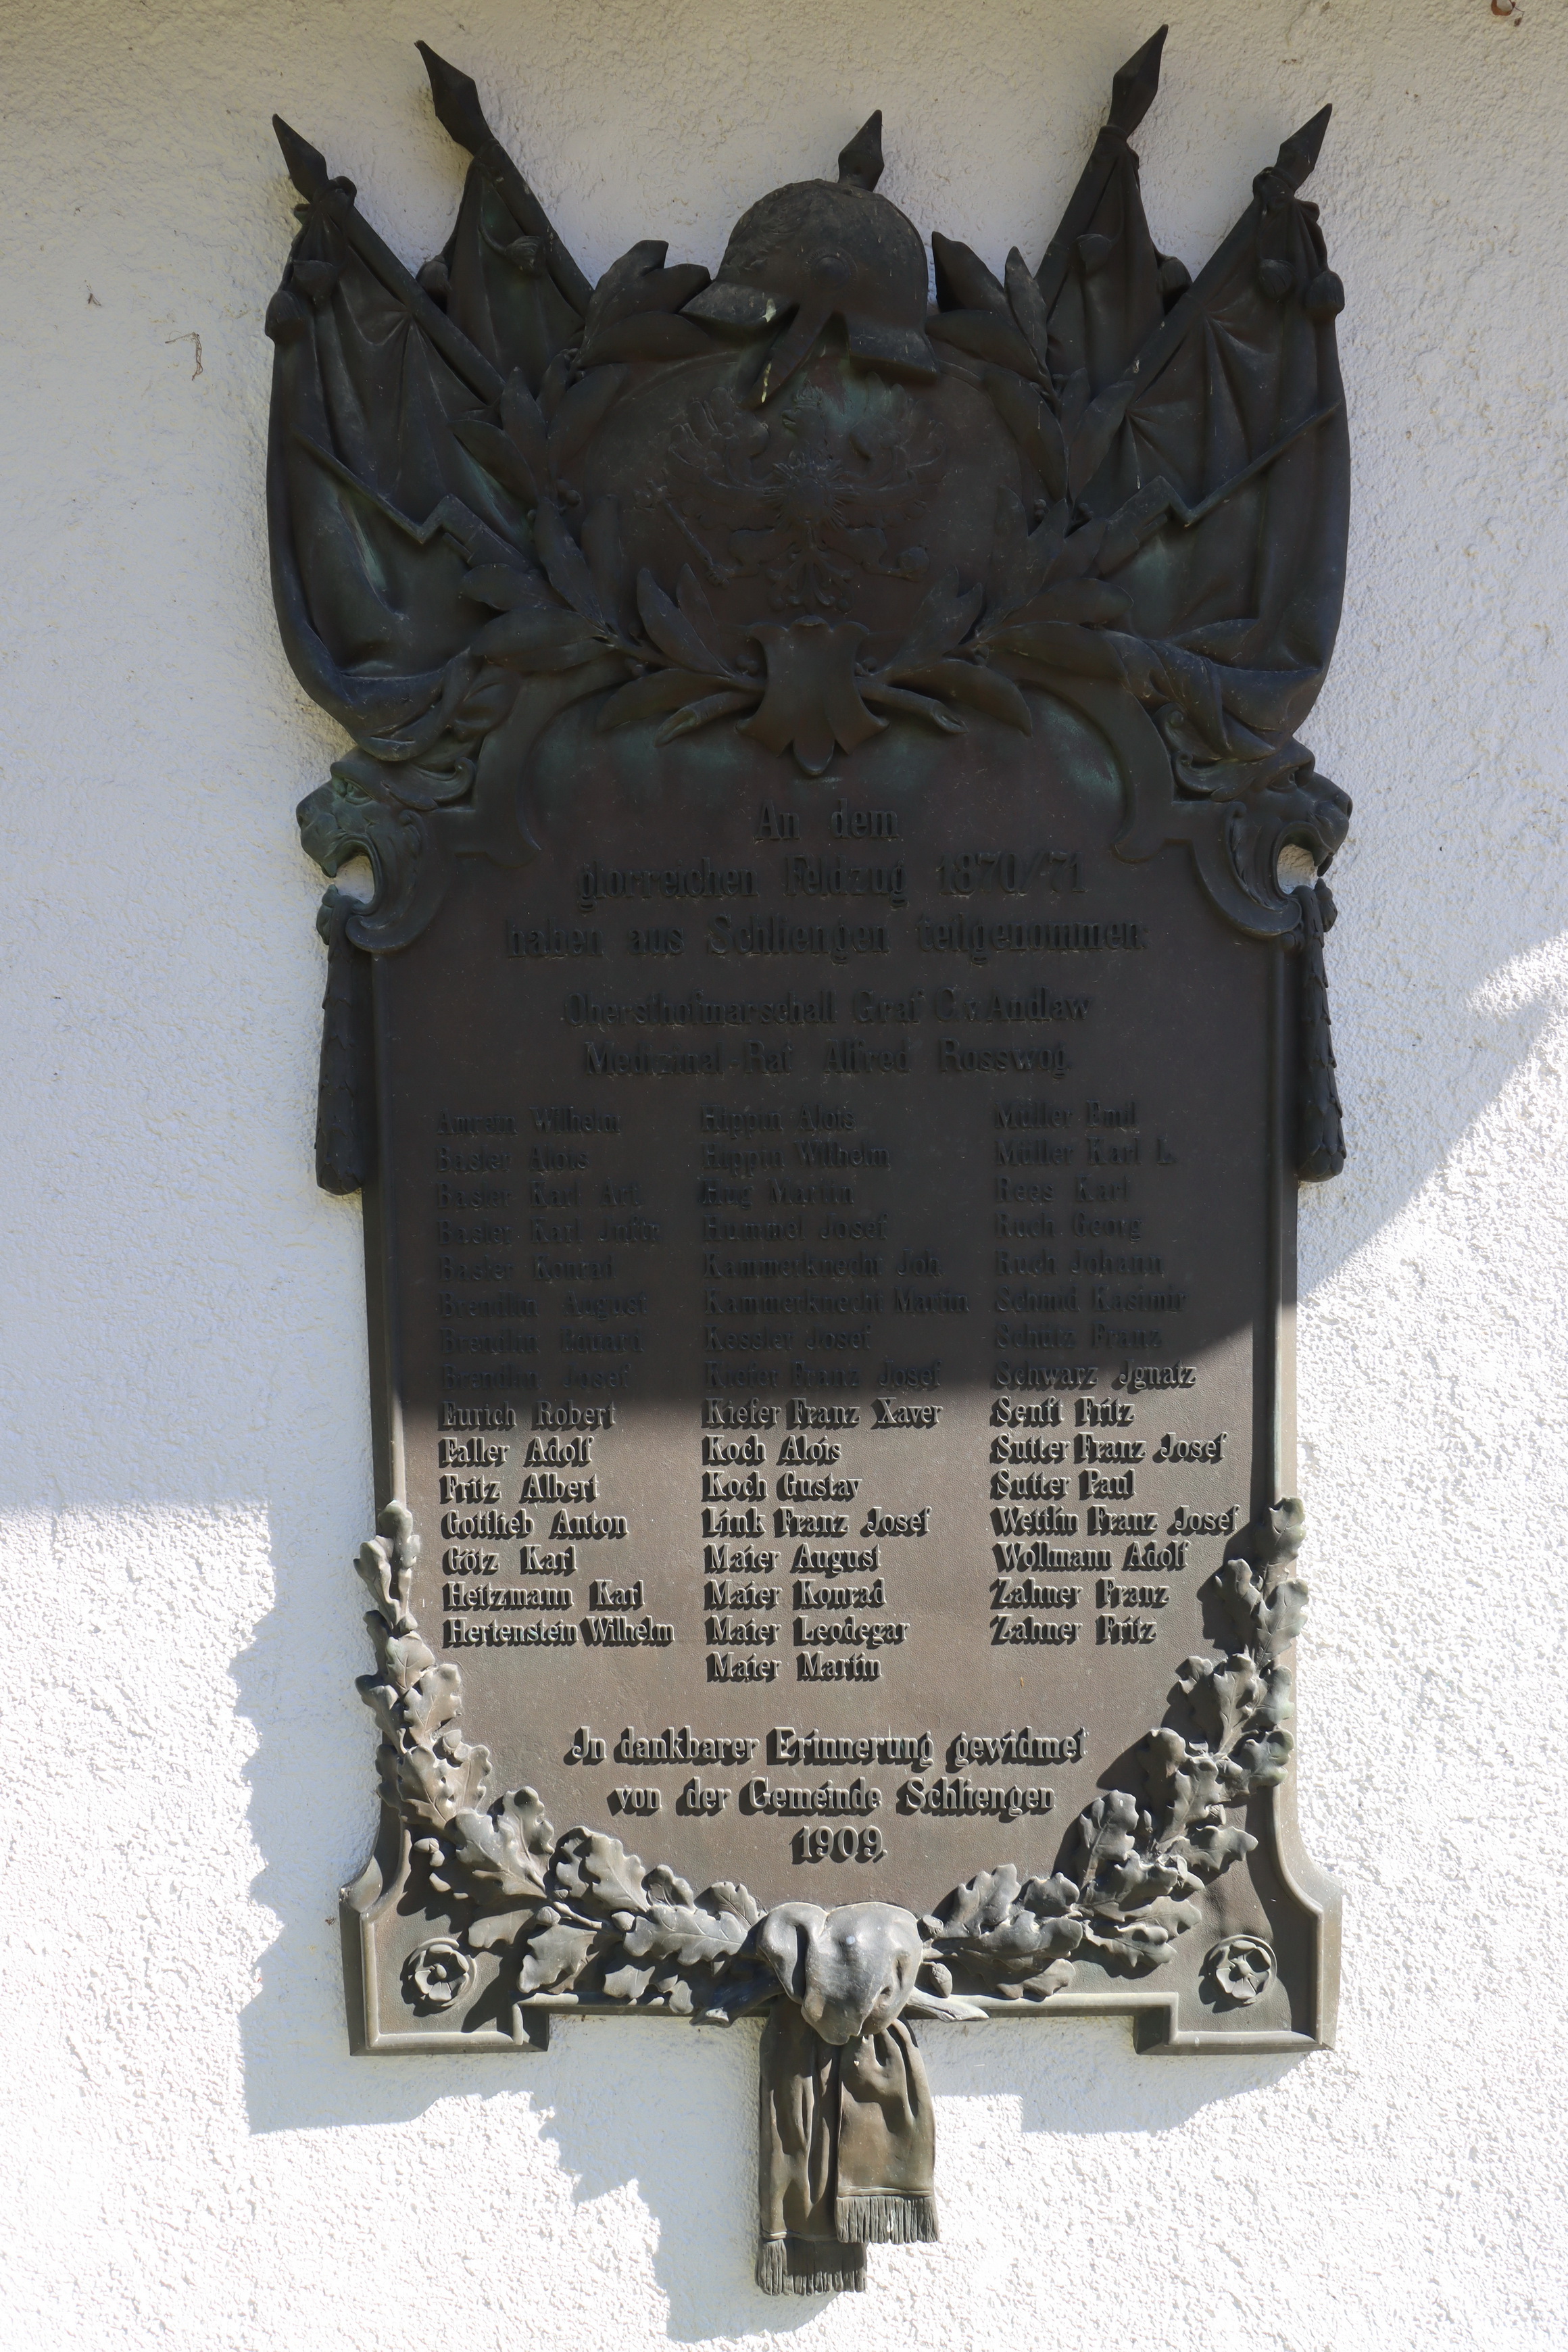 An dem
glorreichen Feldzug 1870/71
haben aus Schliengen teilgenommen:
Obersthofmarschall Graf C. v. Andlaw
Medizinal-Rat Alfred Rosswog.
Amrein Wilhelm
Basler Alois
Basler Karl Art.
Basler Karl Juftr
Basler Konrad
Brendlin August
Brendlin Eduard
Brendlin Josef
Eurich Robert
Faller Adolf
Fritz Albert
Gottlieb Anton
Götz Karl
Heitzmann Karl
Hertenstein Wilhelm
Hippin Alois
Hippin Wilhelm
Hug Martin
Hummel Josef
Kammerknecht Joh.
Kammerknecht Martin
Kessler Josef
Kiefer Franz Josef
Kiefer Franz Xaver
Koch Alois
Koch Gustav
Link Franz Josef
Maier August
Maier Konrad
Maier Leodegar
Maier Martin
Müller Emil
Müller Karl L.
Rees Karl
Ruch Georg
Ruch Johann
Schmid Kasimir
Schütz Franz
Schwarz Jgnatz
Senft Fritz
Sutter Franz Josef
Sutter Paul
Wettlin Franz Josef
Wollmann Adolf
Zahner Franz
Zahner Fritz
Jn dankbarer Erinnerung gewidmet
von der Gemeinde Schliengen
1909.